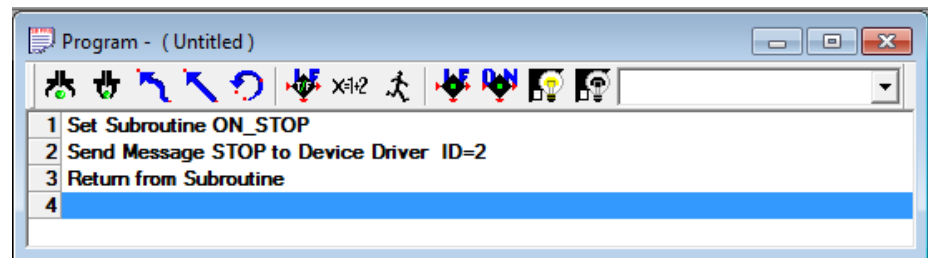 Program - ( Untitled )
X=1+2
1 Set Subroutine ON_STOP
2 Send Message STOP to Device Driver ID=2
3 Return from Subroutine
4